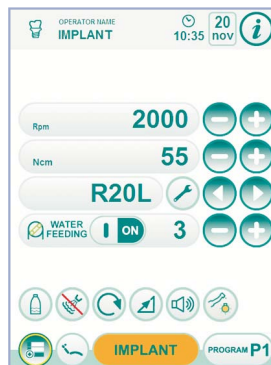 OPERATOR NAME
IMPLANT
10:35
20
nov
i
Rpm 2000
Ncm 55
R20L
WATER
FEEDING ON 3
IMPLANT
PROGRAM P1